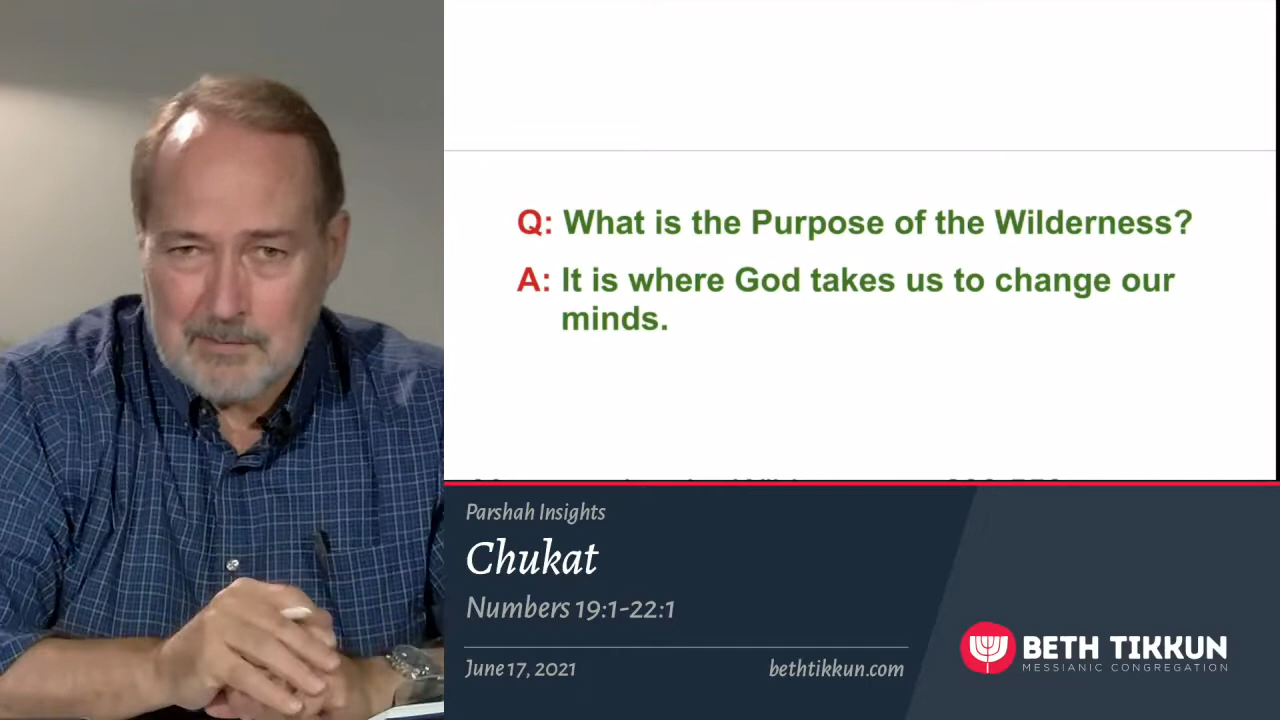 Q: What is the Purpose of the Wilderness?
A: It is where God takes us to change our
minds.
Parshah Insights
Chukat
Numbers 19:1-22:1
June 17, 2021
bethtikkun.com
BETH TIKKUN
MESSIANIC CONGREGATION